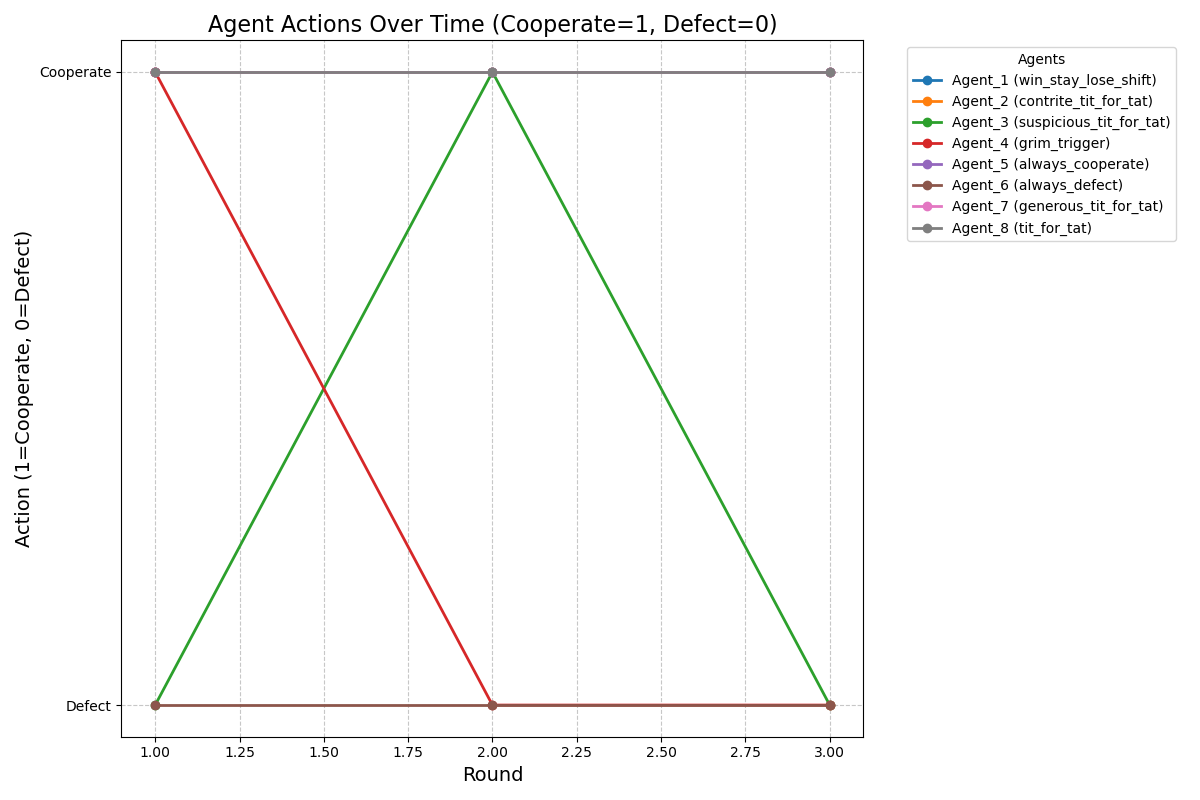 Agent Actions Over Time (Cooperate=1, Defect=0)
Action (1=Cooperate, 0=Defect)
Cooperate
Defect
1.00 1.25 1.50 1.75 2.00 2.25 2.50 2.75 3.00
Round
Agents
Agent_1 (win_stay_lose_shift)
Agent_2 (contrite_tit_for_tat)
Agent_3 (suspicious_tit_for_tat)
Agent_4 (grim_trigger)
Agent_5 (always_cooperate)
Agent_6 (always_defect)
Agent_7 (generous_tit_for_tat)
Agent_8 (tit_for_tat)